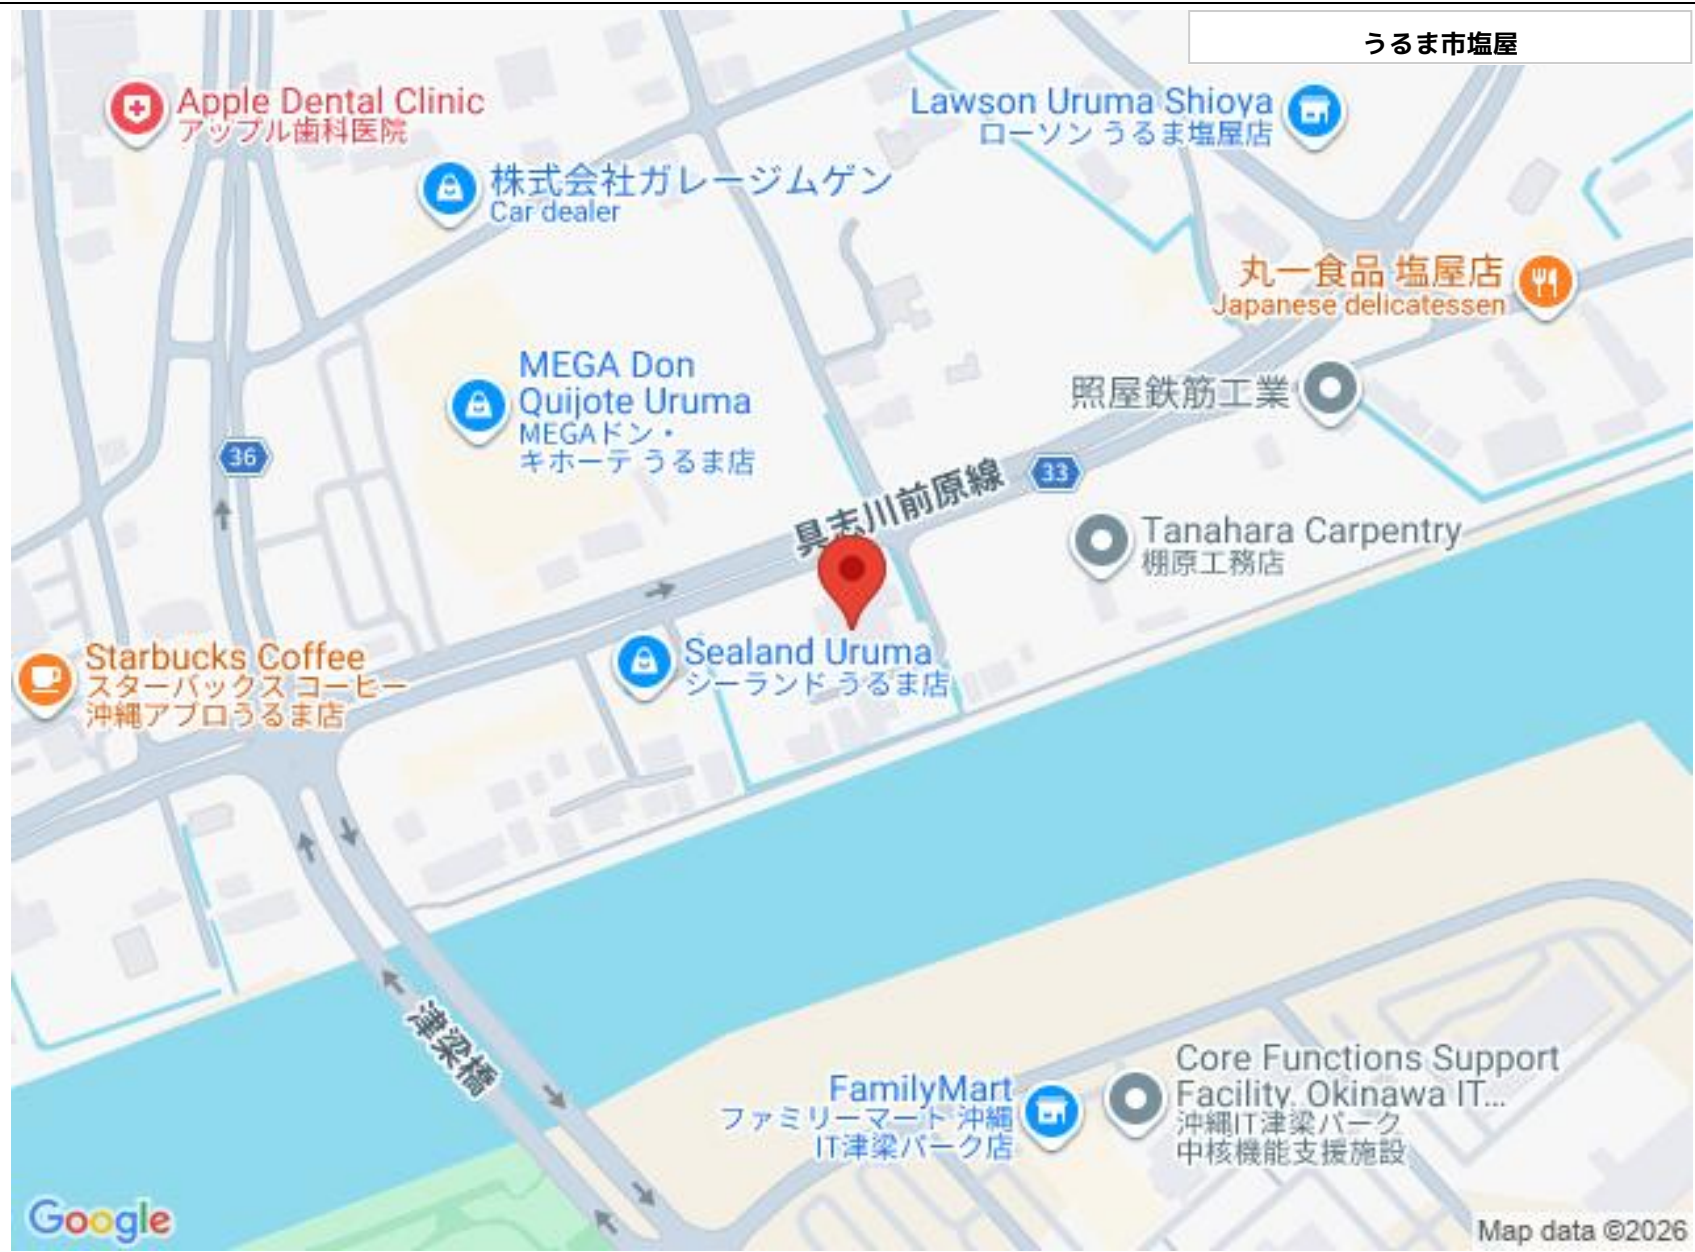 うるま市塩屋
Apple Dental Clinic
アップル歯科医院
Lawson Uruma Shioya
ローソン うるま塩屋店
株式会社ガレージムゲン
Car dealer
丸一食品 塩屋店
Japanese delicatessen
MEGA Don
Quijote Uruma
MEGAドン・
キホーテ うるま店
照屋鉄筋工業
36
33
具志川前原線
Tanahara Carpentry
棚原工務店
Sealand Uruma
シーランド うるま店
Starbucks Coffee
スターバックス コーヒー
沖縄アブロうるま店
津梁橋
FamilyMart
ファミリーマート 沖縄
IT津梁パーク店
Core Functions Support
Facility, Okinawa IT...
沖縄IT津梁パーク
中核機能支援施設
Google
Map data ©2026